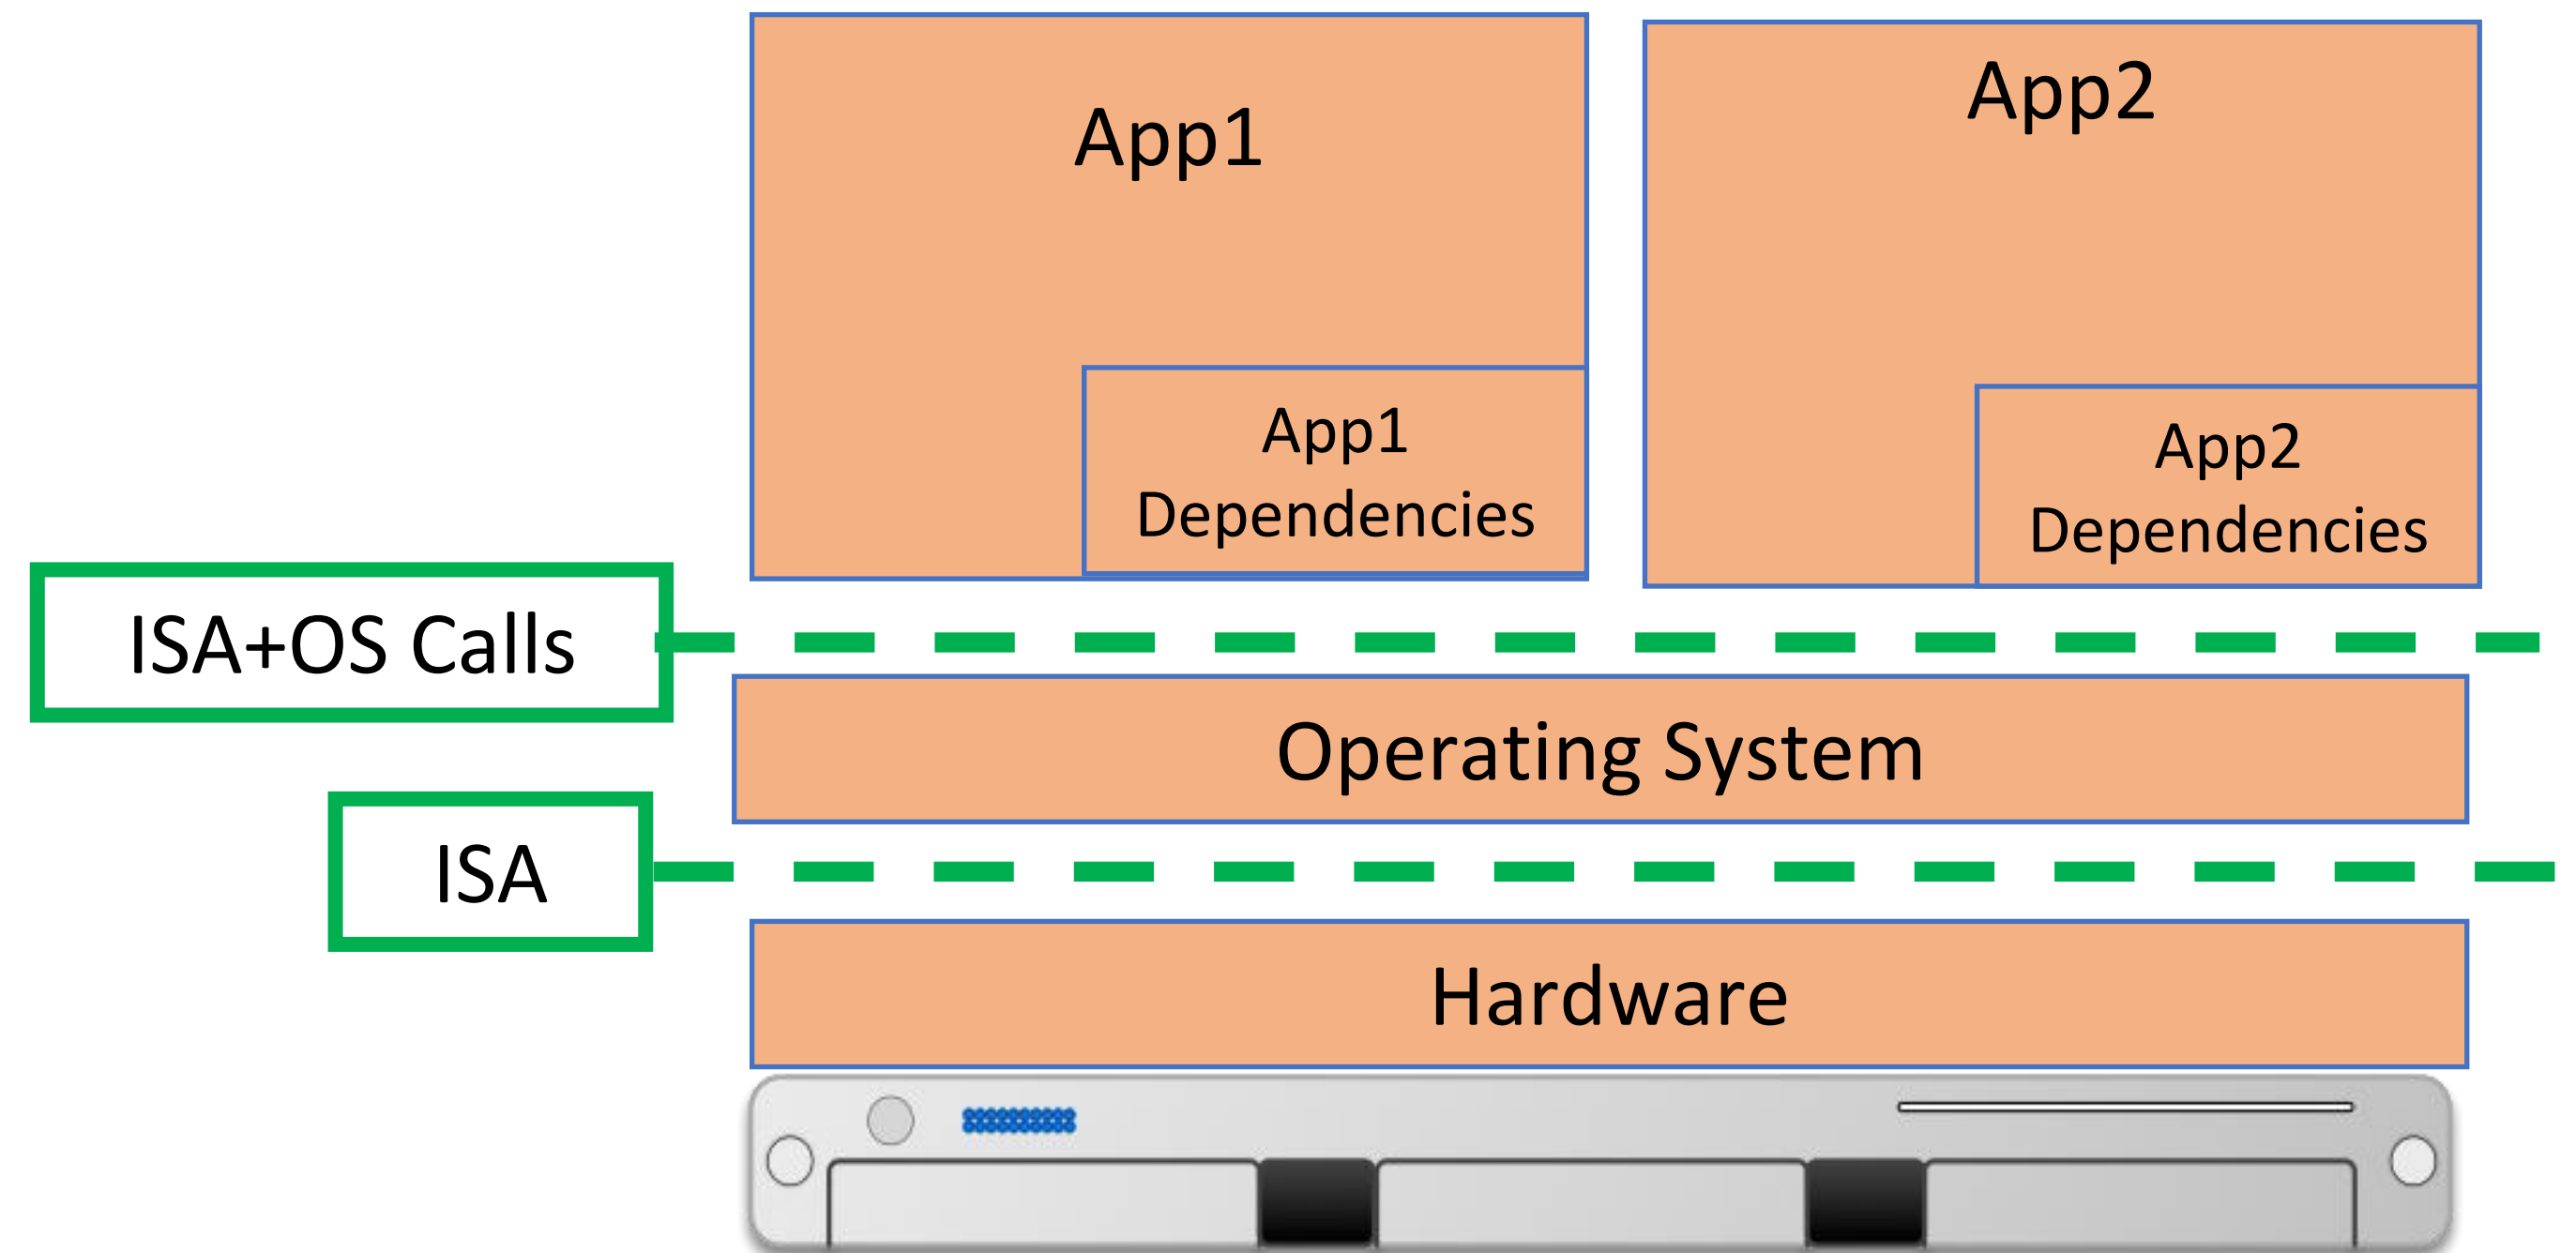 App1
App2
App1
Dependencies
App2
Dependencies
ISA+OS Calls
Operating System
ISA
Hardware